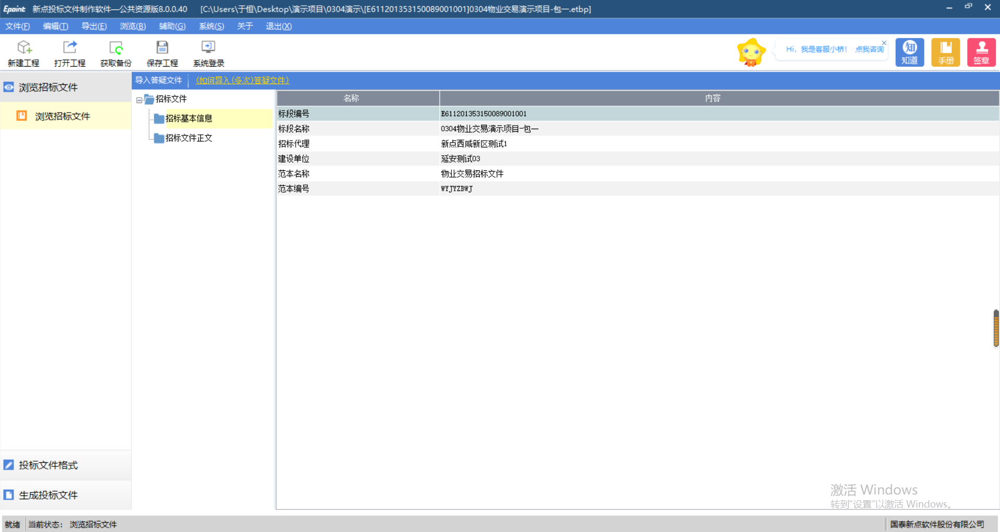 Epoint 新点投标文件制作软件—公共资源版8.0.0.40 [C:\Users\于恒\Desktop\演示项目\0304演示\[E611201353150089001001]0304物业交易演示项目-包一.etbp]
文件(F) 编辑(T) 导出(E) 浏览(B) 辅助(G) 系统(S) 关于 退出(X)
新建工程 打开工程 获取备份 保存工程 系统登录
Hi，我是客服小桥！ 点我咨询
知
知道 手册 签章
浏览招标文件
浏览招标文件
导入答疑文件 (如何导入(多次)答疑文件)
招标文件
招标基本信息
招标文件正文
名称 内容
标段编号 E611201353150089001001
标段名称 0304物业交易演示项目-包一
招标代理 新点西咸新区测试1
建设单位 延安测试03
范本名称 物业交易招标文件
范本编号 WYJYZBWJ
投标文件格式
生成投标文件
激活 Windows
转到“设置”以激活 Windows。
就绪 当前状态： 浏览招标文件 国泰新点软件股份有限公司